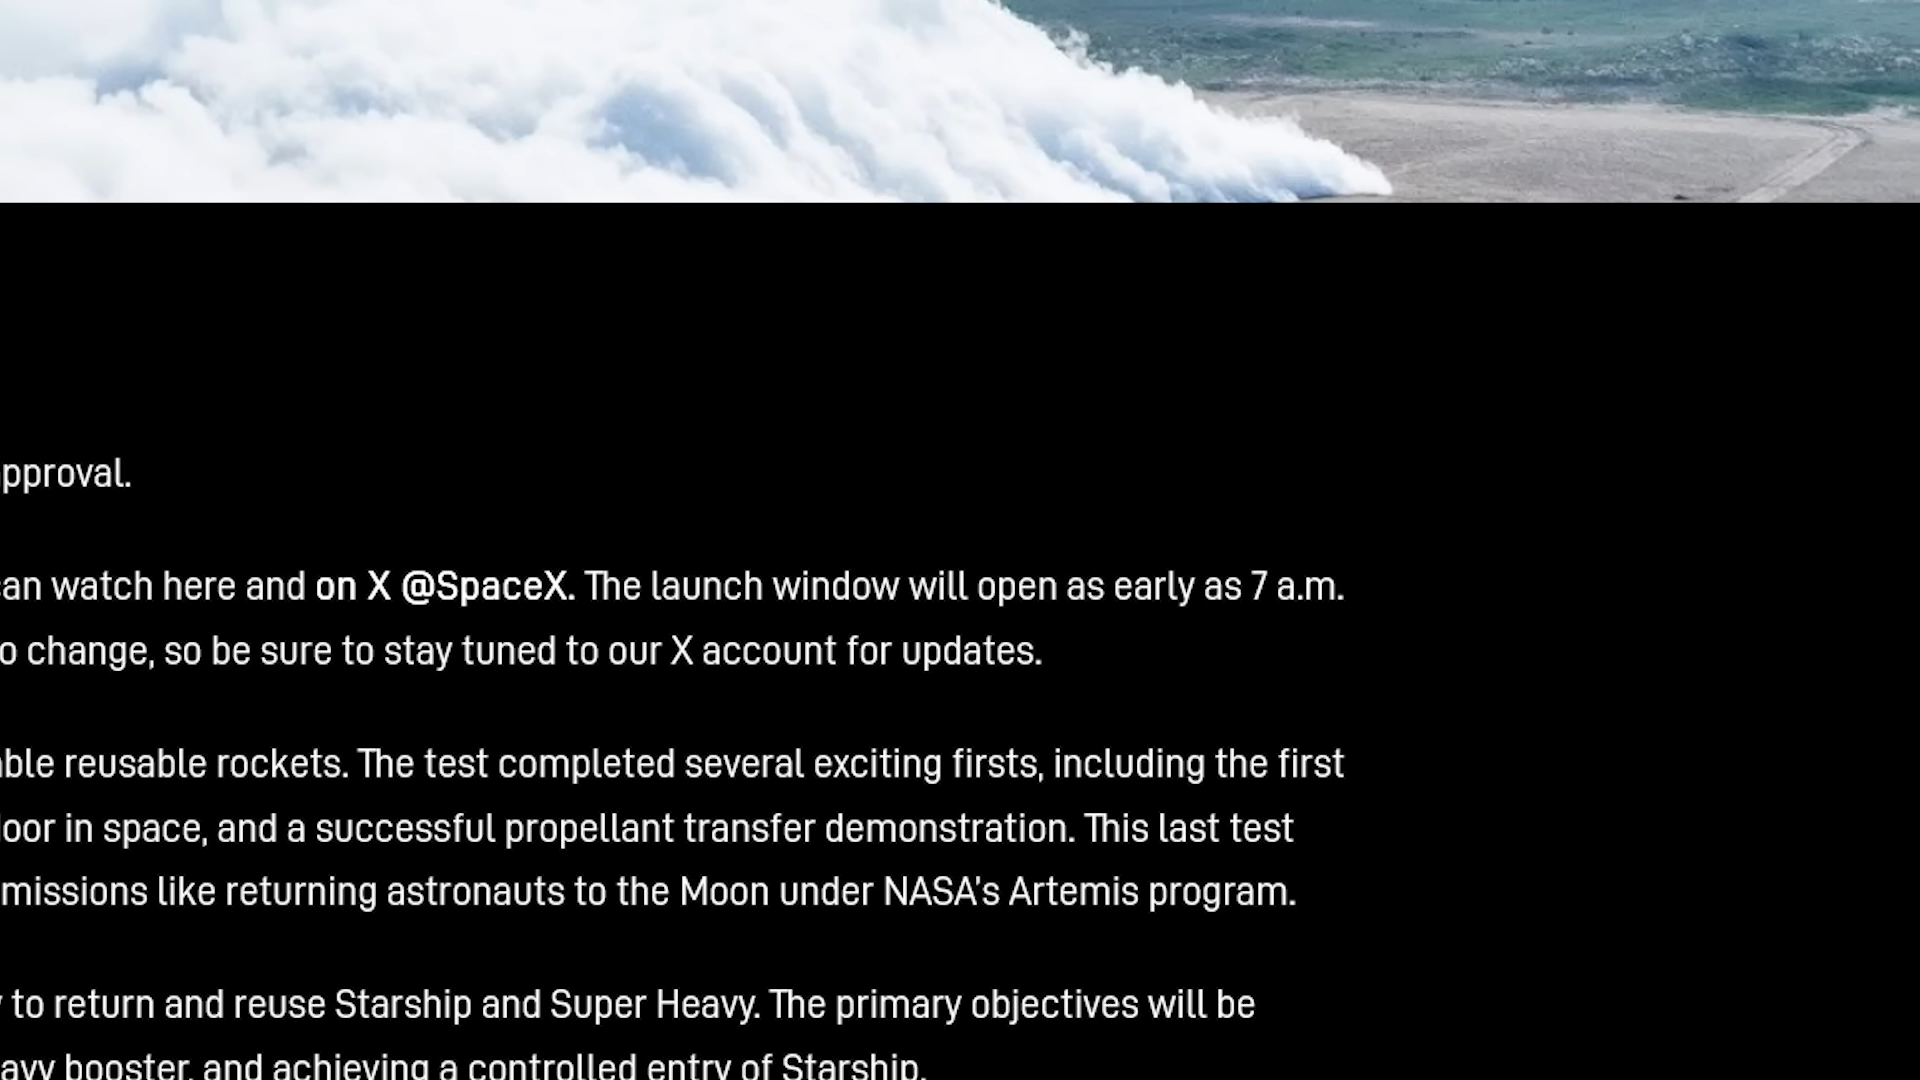 pproval.
can watch here and on X @SpaceX. The launch window will open as early as 7 a.m.
o change, so be sure to stay tuned to our X account for updates.
able reusable rockets. The test completed several exciting firsts, including the first
door in space, and a successful propellant transfer demonstration. This last test
missions like returning astronauts to the Moon under NASA's Artemis program.
y to return and reuse Starship and Super Heavy. The primary objectives will be
eavy booster, and achieving a controlled entry of Starship.